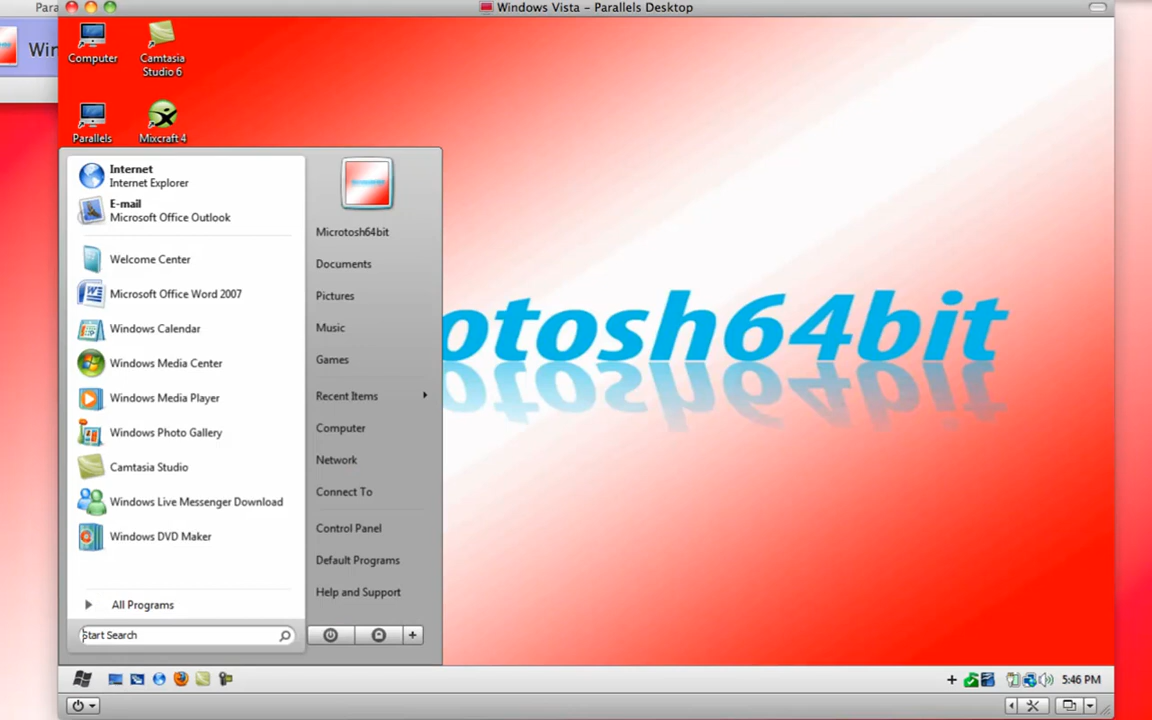 Para
Windows Vista - Parallels Desktop
Win
Computer
Camtasia
Studio 6
Parallels
Mixcraft 4
Internet
Internet Explorer
E-mail
Microsoft Office Outlook
Welcome Center
Microsoft Office Word 2007
Windows Calendar
Windows Media Center
Windows Media Player
Windows Photo Gallery
Camtasia Studio
Windows Live Messenger Download
Windows DVD Maker
All Programs
Start Search
Microtosh64bit
Documents
Pictures
Music
Games
Recent Items
Computer
Network
Connect To
Control Panel
Default Programs
Help and Support
otosh64bit
5:46 PM